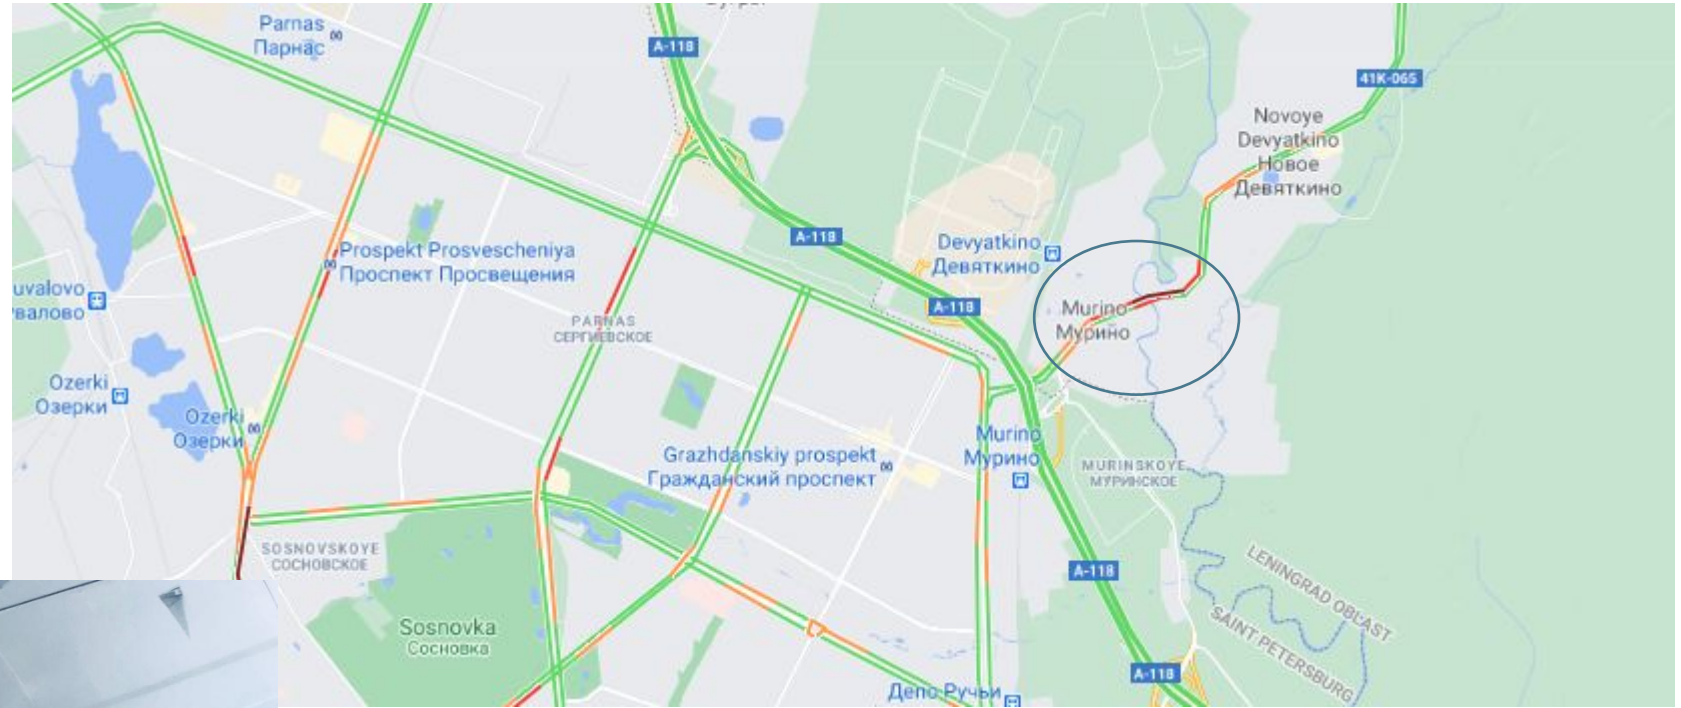 Parnas
Парнас
A-118
41K-065
Novoye
Devyatkino
Новое
Девяткино
A-118
Devyatkino
Девяткино
Prospekt Prosvescheniya
Проспект Просвещения
uvalovo
валово
A-118
Murino
Мурино
PARNAS
СЕРГИЕВСКОЕ
Ozerki
Озерки
Ozerki
Озерки
Murino
Мурино
Grazhdanskiy prospekt
Гражданский проспект
MURINSKOYE
МУРИНСКОЕ
SOSNOVSKOYE
СОСНОВСКОЕ
A-118
LENINGRAD OBLAST
SAINT PETERSBURG
Sosnovka
Сосновка
A-118
Депо Ручьи